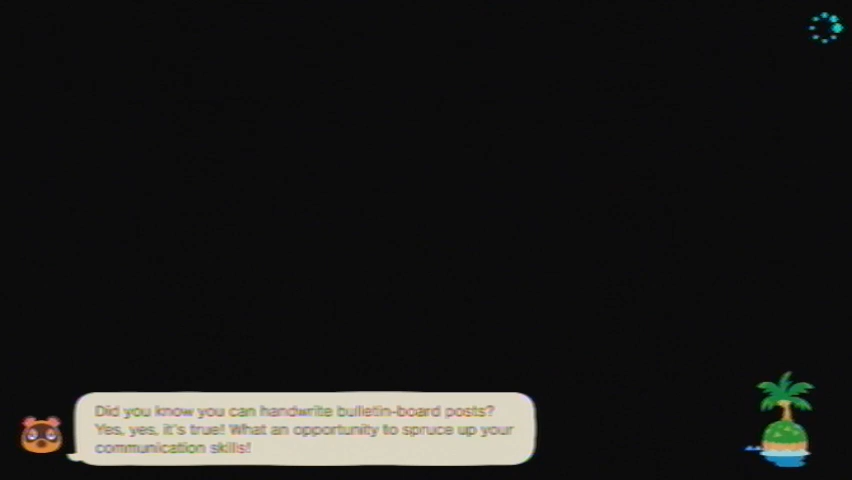 Did you know you can handwrite bulletin-board posts?
Yes, yes, it's true! What an opportunity to spruce up your
communication skills!